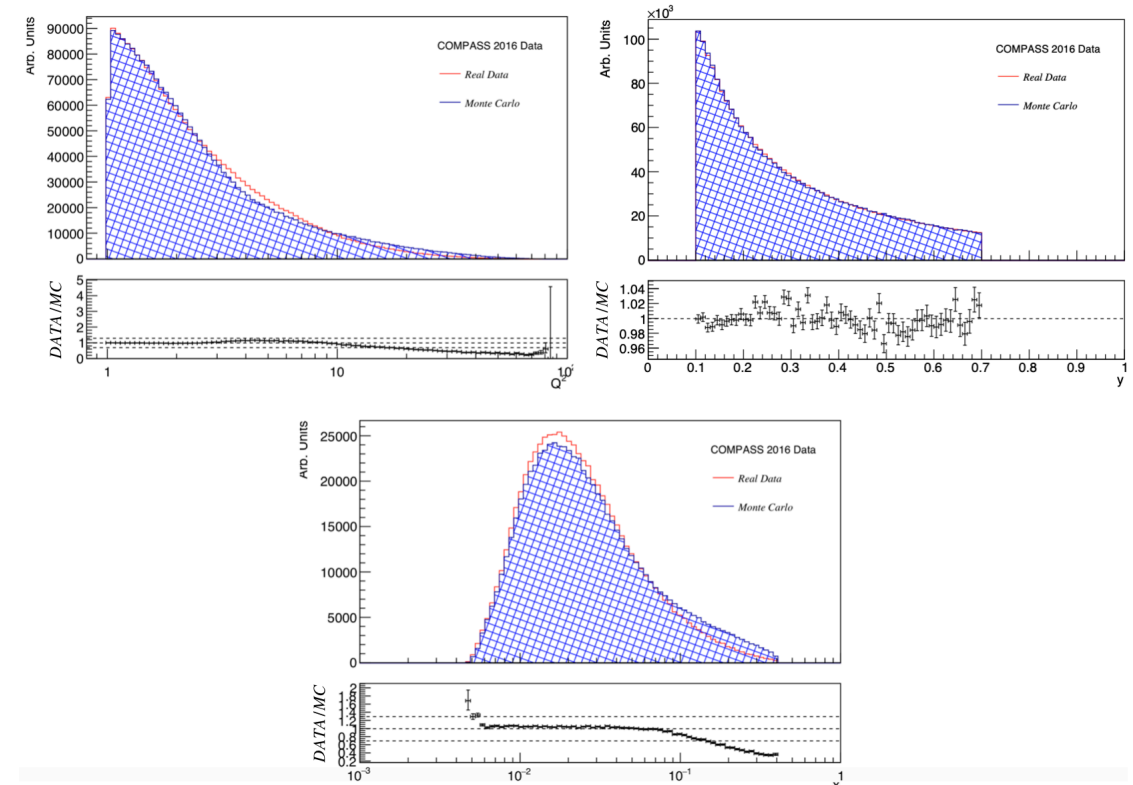 Arb. Units
90000
80000
70000
60000
50000
40000
30000
20000
10000
0
COMPASS 2016 Data
Real Data
Monte Carlo
DATA/MC
5
4
3
2
1
0
1
10
10²
Q²
Arb. Units
×10³
100
80
60
40
20
0
COMPASS 2016 Data
Real Data
Monte Carlo
DATA/MC
1.04
1.02
1
0.98
0.96
0 0.1 0.2 0.3 0.4 0.5 0.6 0.7 0.8 0.9 1
y
Arb. Units
25000
20000
15000
10000
5000
0
COMPASS 2016 Data
Real Data
Monte Carlo
DATA/MC
2
1.8
1.6
1.4
1.2
1
0.8
0.6
0.4
0.2
10⁻³ 10⁻² 10⁻¹ 1